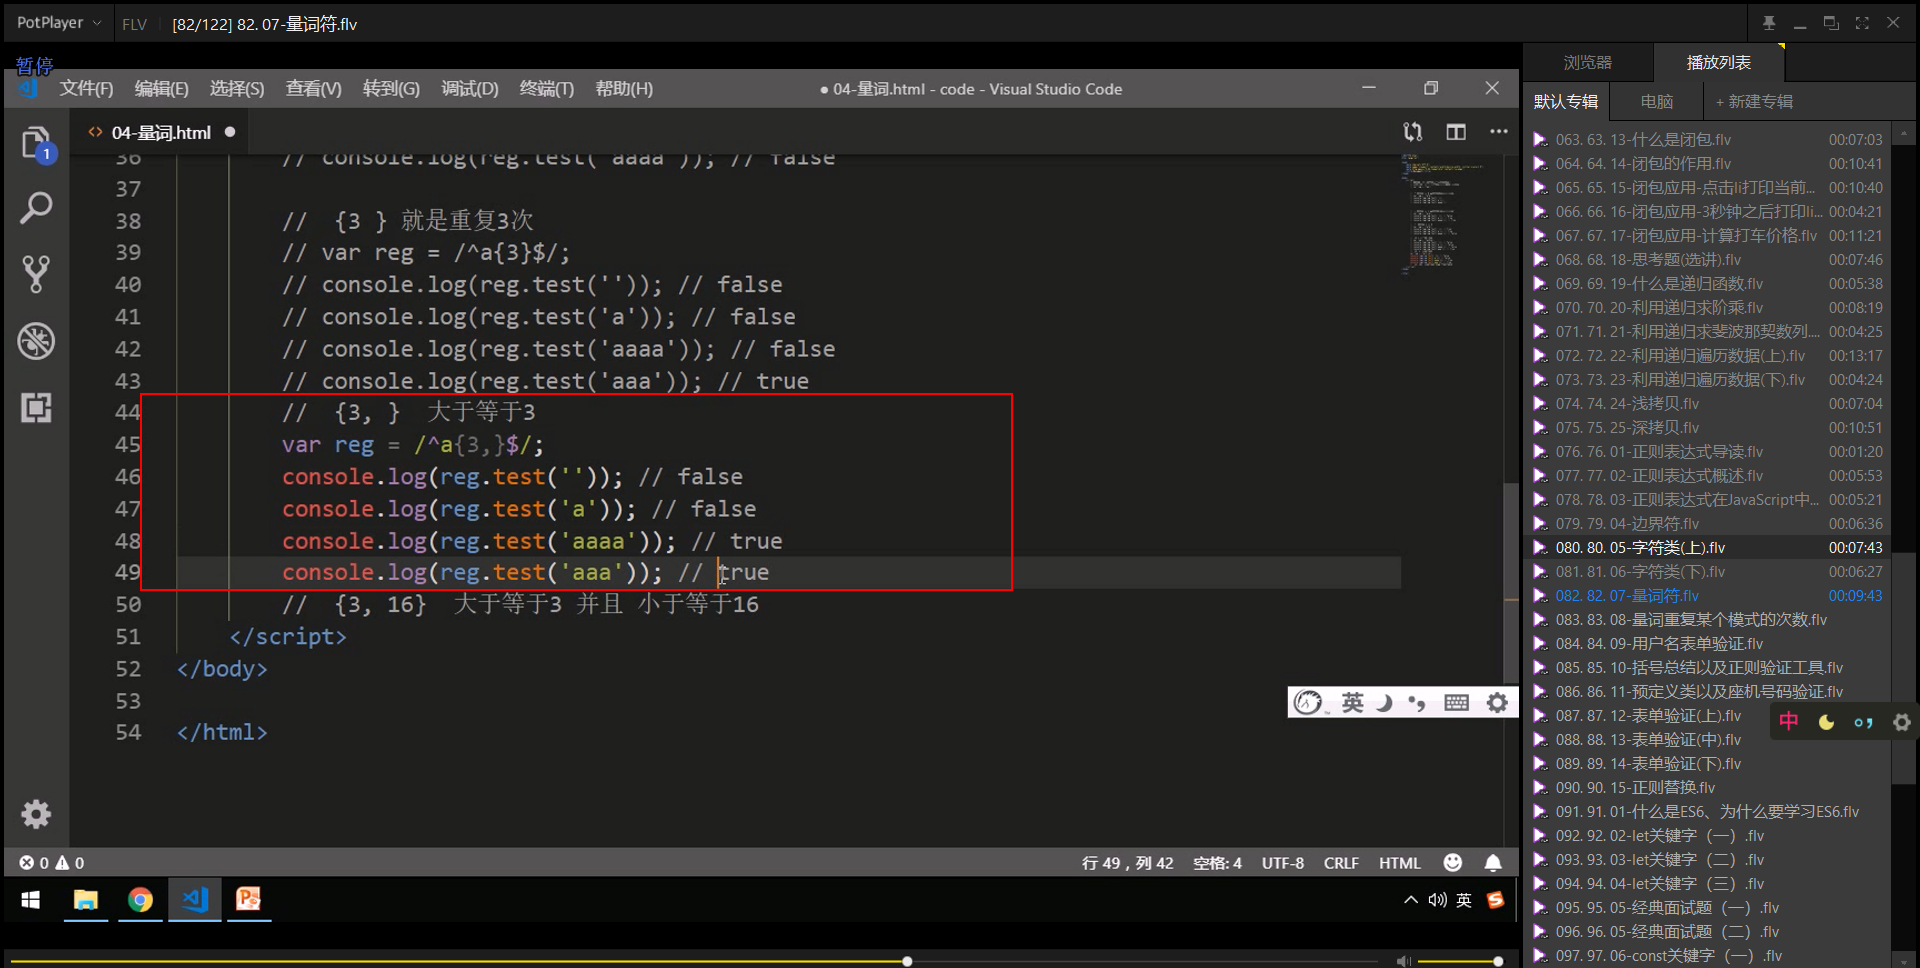 PotPlayer
FLV
[82/122] 82. 07-量词符.flv
暂停
文件(F) 编辑(E) 选择(S) 查看(V) 转到(G) 调试(D) 终端(T) 帮助(H)
● 04-量词.html - code - Visual Studio Code
<> 04-量词.html ●
1
36 // console.log(reg.test('aaaa')); // false
37
38 // {3 } 就是重复3次
39 // var reg = /^a{3}$/;
40 // console.log(reg.test('')); // false
41 // console.log(reg.test('a')); // false
42 // console.log(reg.test('aaaa')); // false
43 // console.log(reg.test('aaa')); // true
44 // {3, } 大于等于3
45 var reg = /^a{3,}$/;
46 console.log(reg.test('')); // false
47 console.log(reg.test('a')); // false
48 console.log(reg.test('aaaa')); // true
49 console.log(reg.test('aaa')); // true
50 // {3, 16} 大于等于3 并且 小于等于16
51 </script>
52 </body>
53
54 </html>
英
0 0
行 49，列 42 空格: 4 UTF-8 CRLF HTML
英
浏览器 播放列表
默认专辑 电脑 + 新建专辑
063. 63. 13-什么是闭包.flv 00:07:03
064. 64. 14-闭包的作用.flv 00:10:41
065. 65. 15-闭包应用-点击li打印当前... 00:10:40
066. 66. 16-闭包应用-3秒钟之后打印li... 00:04:21
067. 67. 17-闭包应用-计算打车价格.flv 00:11:21
068. 68. 18-思考题(选讲).flv 00:07:46
069. 69. 19-什么是递归函数.flv 00:05:38
070. 70. 20-利用递归求阶乘.flv 00:08:19
071. 71. 21-利用递归求斐波那契数列.... 00:04:25
072. 72. 22-利用递归遍历数据(上).flv 00:13:17
073. 73. 23-利用递归遍历数据(下).flv 00:04:24
074. 74. 24-浅拷贝.flv 00:07:04
075. 75. 25-深拷贝.flv 00:10:51
076. 76. 01-正则表达式导读.flv 00:01:20
077. 77. 02-正则表达式概述.flv 00:05:53
078. 78. 03-正则表达式在JavaScript中... 00:05:21
079. 79. 04-边界符.flv 00:06:36
080. 80. 05-字符类(上).flv 00:07:43
081. 81. 06-字符类(下).flv 00:06:27
082. 82. 07-量词符.flv 00:09:43
083. 83. 08-量词重复某个模式的次数.flv
084. 84. 09-用户名表单验证.flv
085. 85. 10-括号总结以及正则验证工具.flv
086. 86. 11-预定义类以及座机号码验证.flv
087. 87. 12-表单验证(上).flv
088. 88. 13-表单验证(中).flv
089. 89. 14-表单验证(下).flv
090. 90. 15-正则替换.flv
091. 91. 01-什么是ES6、为什么要学习ES6.flv
092. 92. 02-let关键字（一）.flv
093. 93. 03-let关键字（二）.flv
094. 94. 04-let关键字（三）.flv
095. 95. 05-经典面试题（一）.flv
096. 96. 05-经典面试题（二）.flv
097. 97. 06-const关键字（一）.flv
中